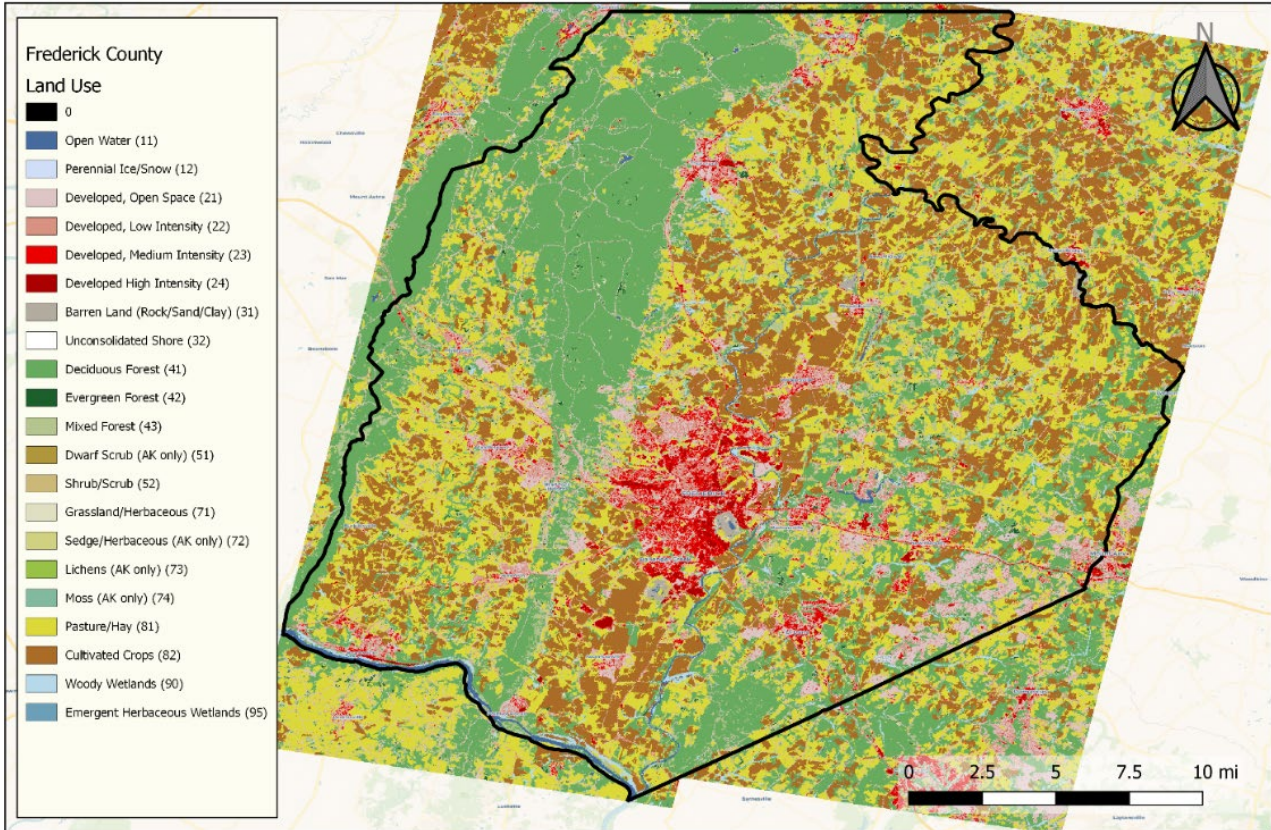 Frederick County
Land Use
0
Open Water (11)
Perennial Ice/Snow (12)
Developed, Open Space (21)
Developed, Low Intensity (22)
Developed, Medium Intensity (23)
Developed High Intensity (24)
Barren Land (Rock/Sand/Clay) (31)
Unconsolidated Shore (32)
Deciduous Forest (41)
Evergreen Forest (42)
Mixed Forest (43)
Dwarf Scrub (AK only) (51)
Shrub/Scrub (52)
Grassland/Herbaceous (71)
Sedge/Herbaceous (AK only) (72)
Lichens (AK only) (73)
Moss (AK only) (74)
Pasture/Hay (81)
Cultivated Crops (82)
Woody Wetlands (90)
Emergent Herbaceous Wetlands (95)
N
0 2.5 5 7.5 10 mi